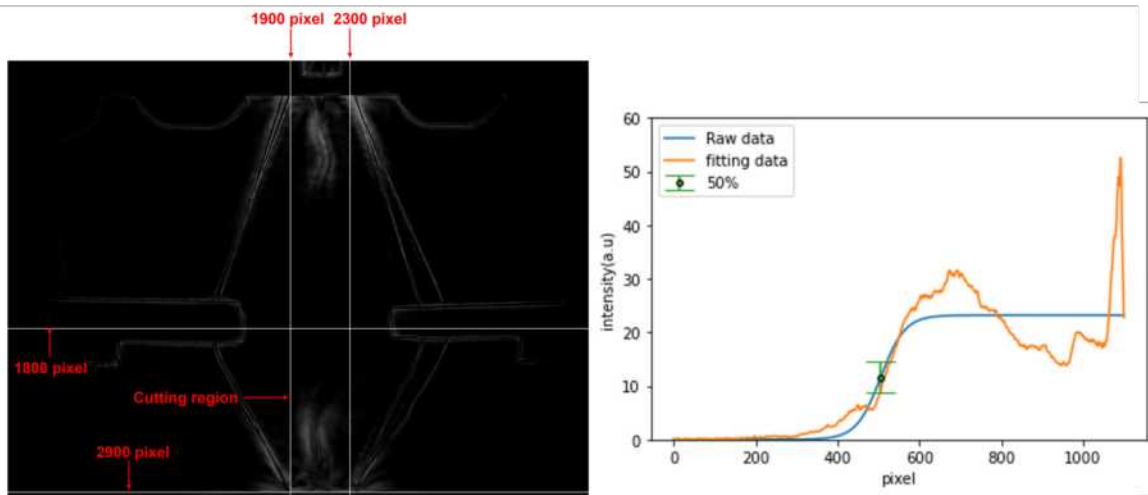 1900 pixel 2300 pixel
1800 pixel
Cutting region
2900 pixel
60
50
40
30
20
10
0
intensity(a.u)
Raw data
fitting data
50%
0 200 400 600 800 1000
pixel